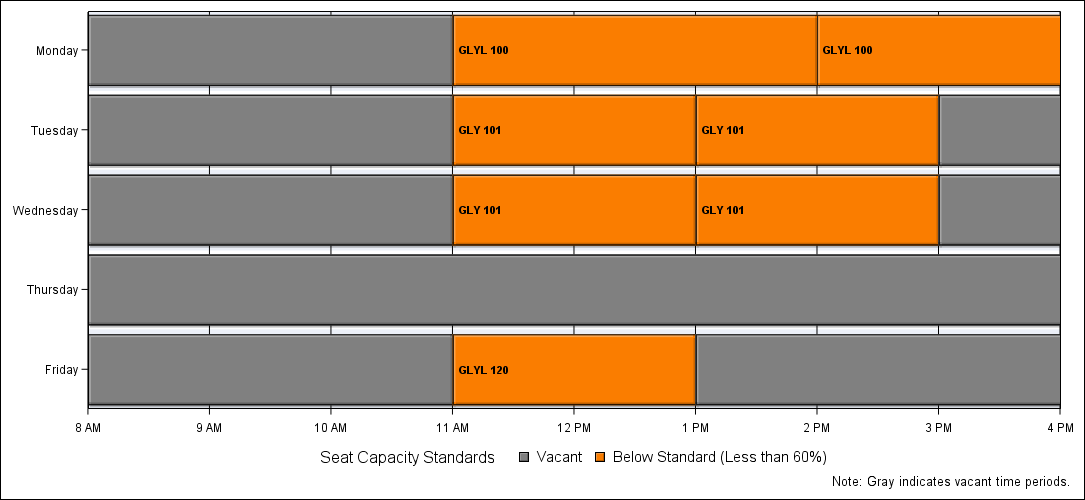 Monday
GLYL 100
GLYL 100
Tuesday
GLY 101
GLY 101
Wednesday
GLY 101
GLY 101
Thursday
Friday
GLYL 120
8 AM 9 AM 10 AM 11 AM 12 PM 1 PM 2 PM 3 PM 4 PM
Seat Capacity Standards Vacant Below Standard (Less than 60%)
Note: Gray indicates vacant time periods.